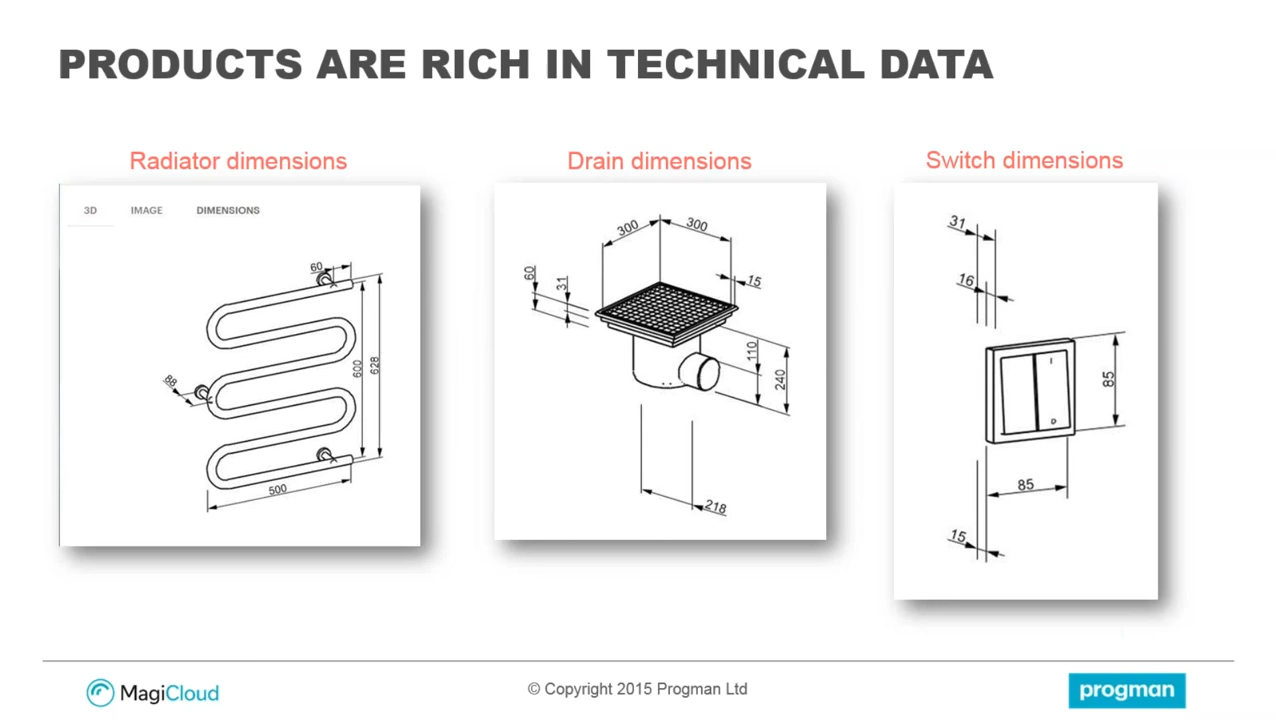 PRODUCTS ARE RICH IN TECHNICAL DATA
Radiator dimensions
Drain dimensions
Switch dimensions
3D IMAGE DIMENSIONS
60
600
628
88
500
300
300
60
31
15
110
240
218
31
16
85
85
15
MagiCloud
© Copyright 2015 Progman Ltd
progman